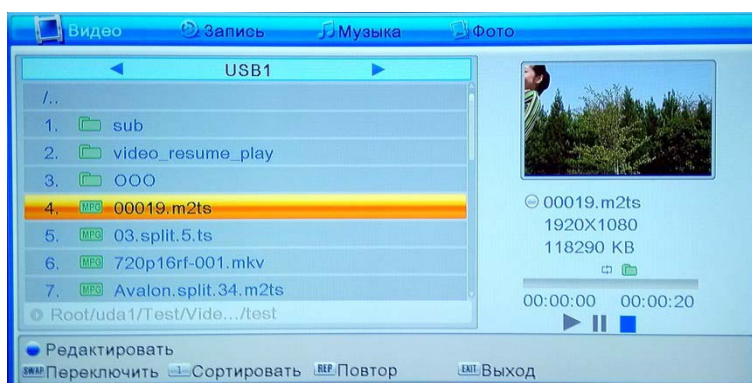 Видео Запись Музыка Фото
USB1
/..
1. sub
2. video_resume_play
3. OOO
4. MPG 00019.m2ts
5. MPG 03.split.5.ts
6. MPG 720p16rf-001.mkv
7. MPG Avalon.split.34.m2ts
Root/uda1/Test/Vide.../test
00019.m2ts
1920X1080
118290 KB
00:00:00 00:00:20
Редактировать
SWAP Переключить 1 Сортировать REP Повтор EXIT Выход